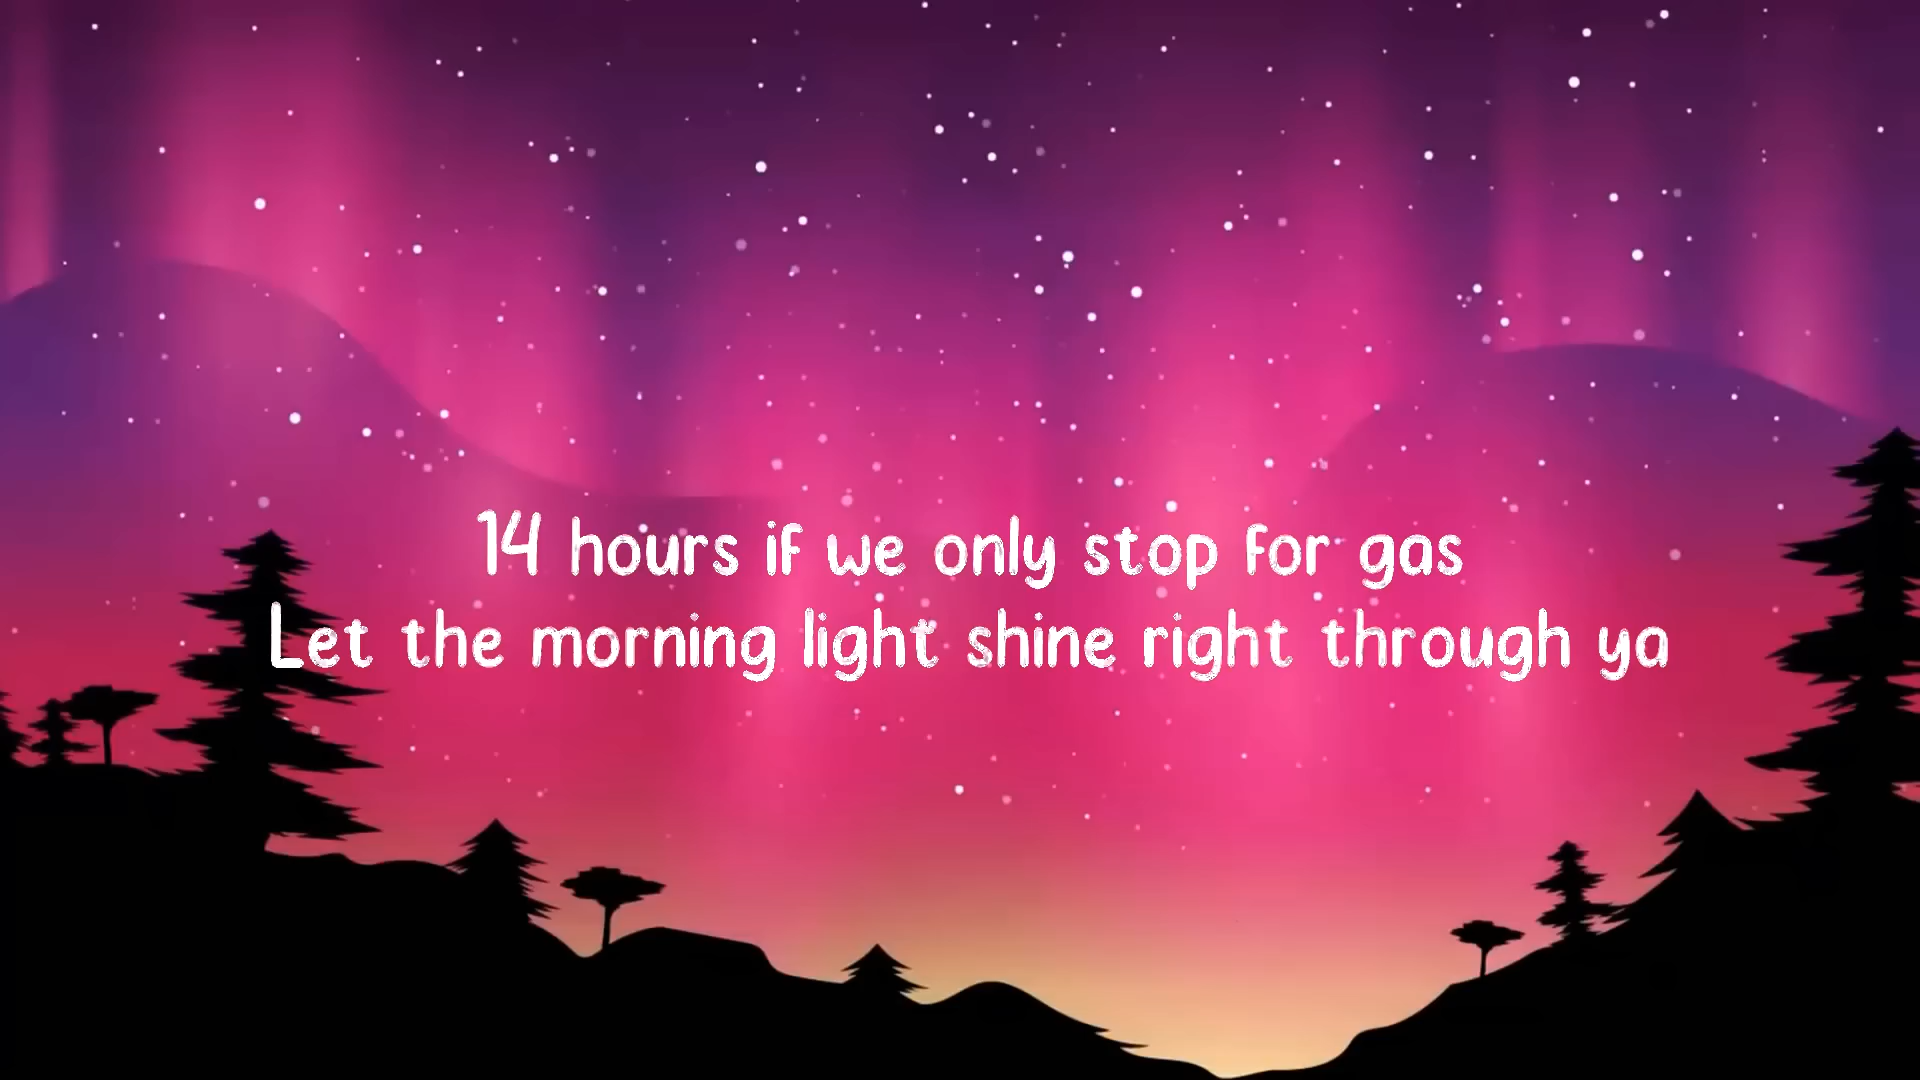 14 hours if we only stop for gas
Let the morning light shine right through ya